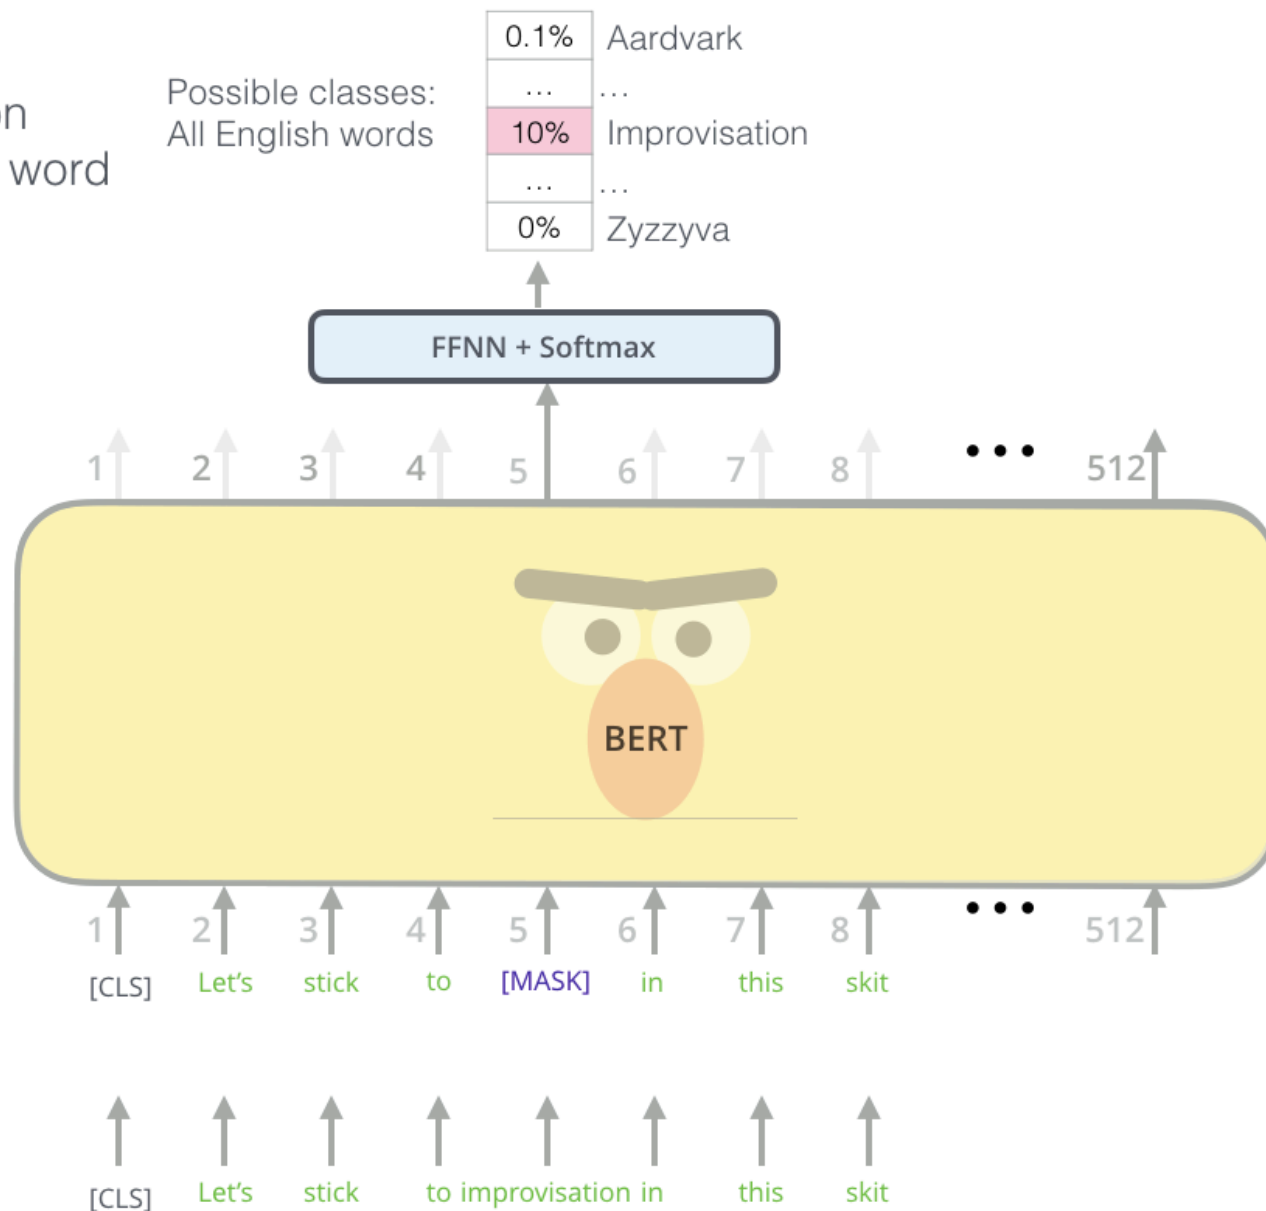 0.1% Aardvark
Possible classes:
... ...
on
All English words
10% Improvisation
word
... ...
0% Zyzzyva
FFNN + Softmax
1 2 3 4 5 6 7 8 ... 512
BERT
1 2 3 4 5 6 7 8 ... 512
[CLS] Let's stick to [MASK] in this skit
[CLS] Let's stick to improvisation in this skit